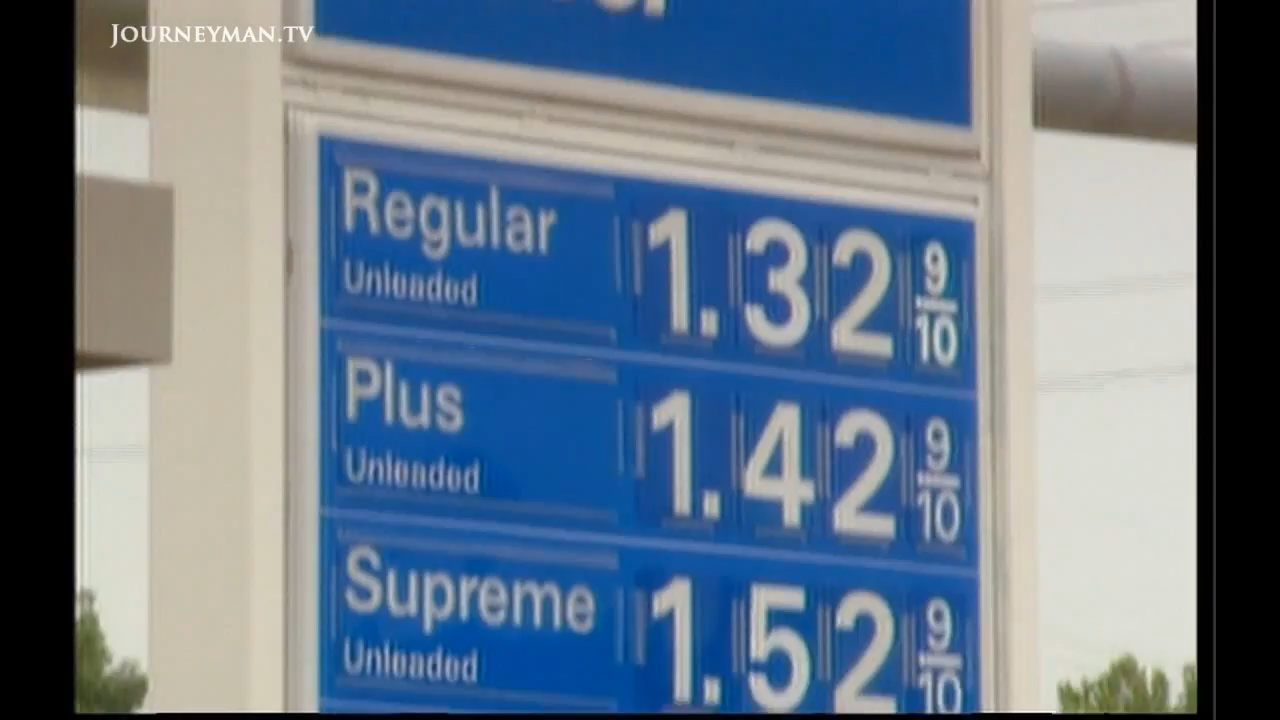 JOURNEYMAN.TV
Regular 1.32 9/10
Unleaded
Plus 1.42 9/10
Unleaded
Supreme 1.52 9/10
Unleaded